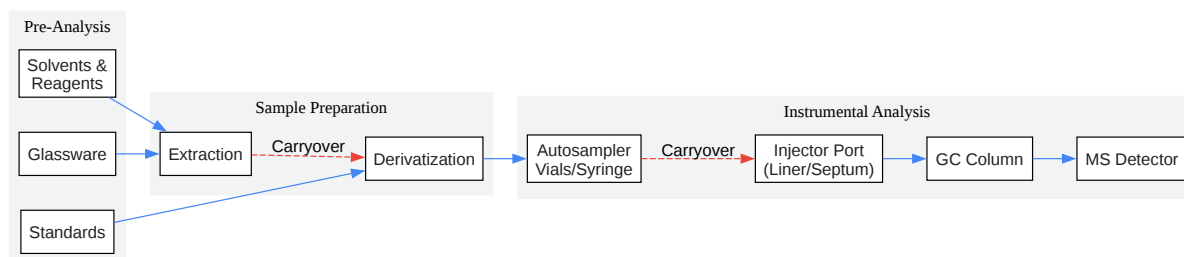 Pre-Analysis
Solvents &
Reagents
Glassware
Standards
Sample Preparation
Extraction
Carryover
Derivatization
Instrumental Analysis
Autosampler
Vials/Syringe
Carryover
Injector Port
(Liner/Septum)
GC Column
MS Detector